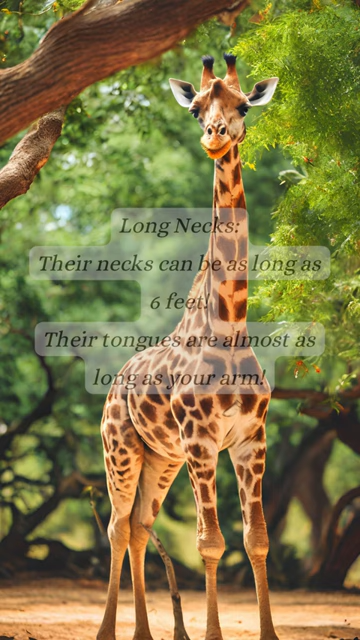 Long Necks:
Their necks can be as long as
6 feet!
Their tongues are almost as
long as your arm!